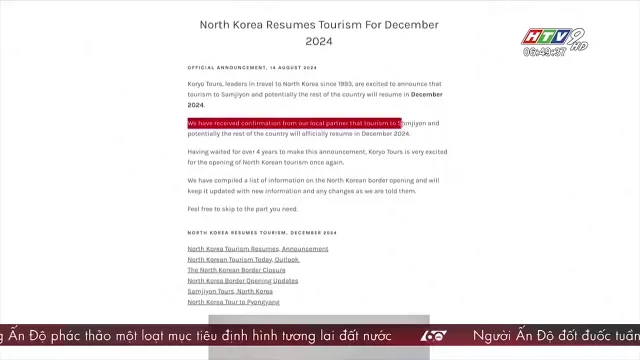 North Korea Resumes Tourism For December
2024
HTV9 HD
06:49:37
OFFICIAL ANNOUNCEMENT, 14 AUGUST 2024
Koryo Tours, leaders in travel to North Korea since 1993, are excited to announce that
tourism to Samjiyon and potentially the rest of the country will resume in December
2024.
We have received confirmation from our local partner that tourism to Samjiyon and
potentially the rest of the country will officially resume in December 2024.
Having waited for over 4 years to make this announcement, Koryo Tours is very excited
for the opening of North Korean tourism once again.
We have compiled a list of information on the North Korean border opening and will
keep it updated with new information and any changes as we are told them.
Feel free to skip to the part you need.
NORTH KOREA RESUMES TOURISM, DECEMBER 2024
North Korea Tourism Resumes, Announcement
North Korean Tourism Today, Outlook
The North Korean Border Closure
North Korea Border Opening Updates
Samjiyon Tours, North Korea
North Korea Tour to Pyongyang
g Ấn Độ phác thảo một loạt mục tiêu định hình tương lai đất nước 60 Người Ấn Độ đốt đuốc tuần